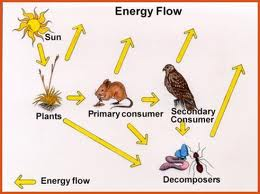 Energy Flow
Sun
Plants
Primary consumer
Secondary
Consumer
Decomposers
Energy flow